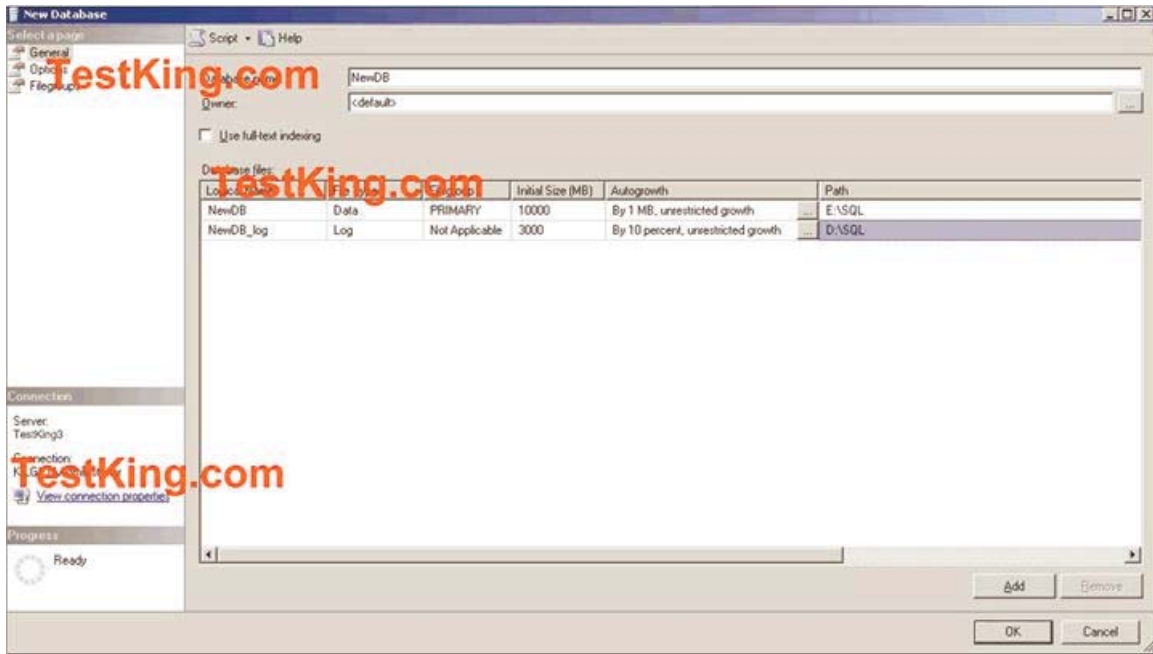 New Database
Select a page
General
Filegroups
Script
Help
TestKing.com
NewDB
Owner:
<default>
...
Use full-text indexing
Database files:
TestKing.com
Initial Size (MB)
Autogrowth
Path
NewDB
Data
PRIMARY
10000
By 1 MB, unrestricted growth
...
E:\SQL
NewDB_log
Log
Not Applicable
3000
By 10 percent, unrestricted growth
...
D:\SQL
Connection
Server:
TestKing3
Connection:
TestKing.com
View connection properties
Progress
Ready
Add
Remove
OK
Cancel